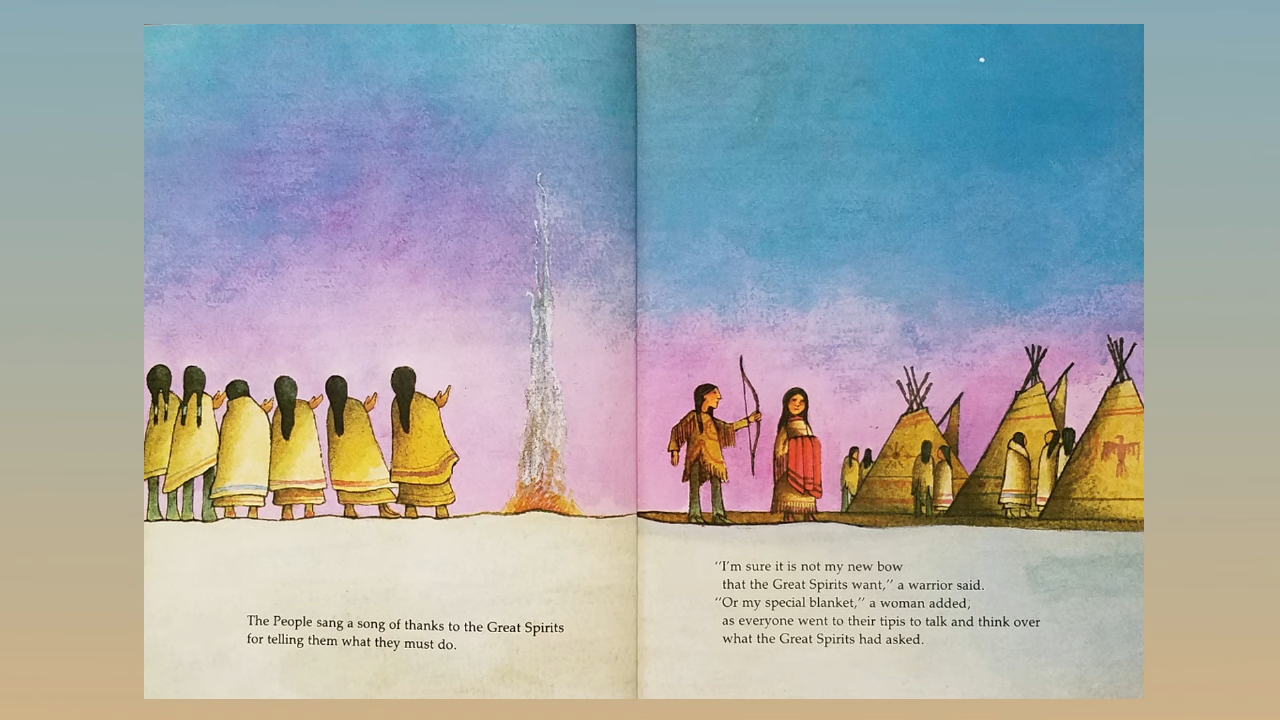 The People sang a song of thanks to the Great Spirits
for telling them what they must do.
“I’m sure it is not my new bow
that the Great Spirits want,” a warrior said.
“Or my special blanket,” a woman added,
as everyone went to their tipis to talk and think over
what the Great Spirits had asked.